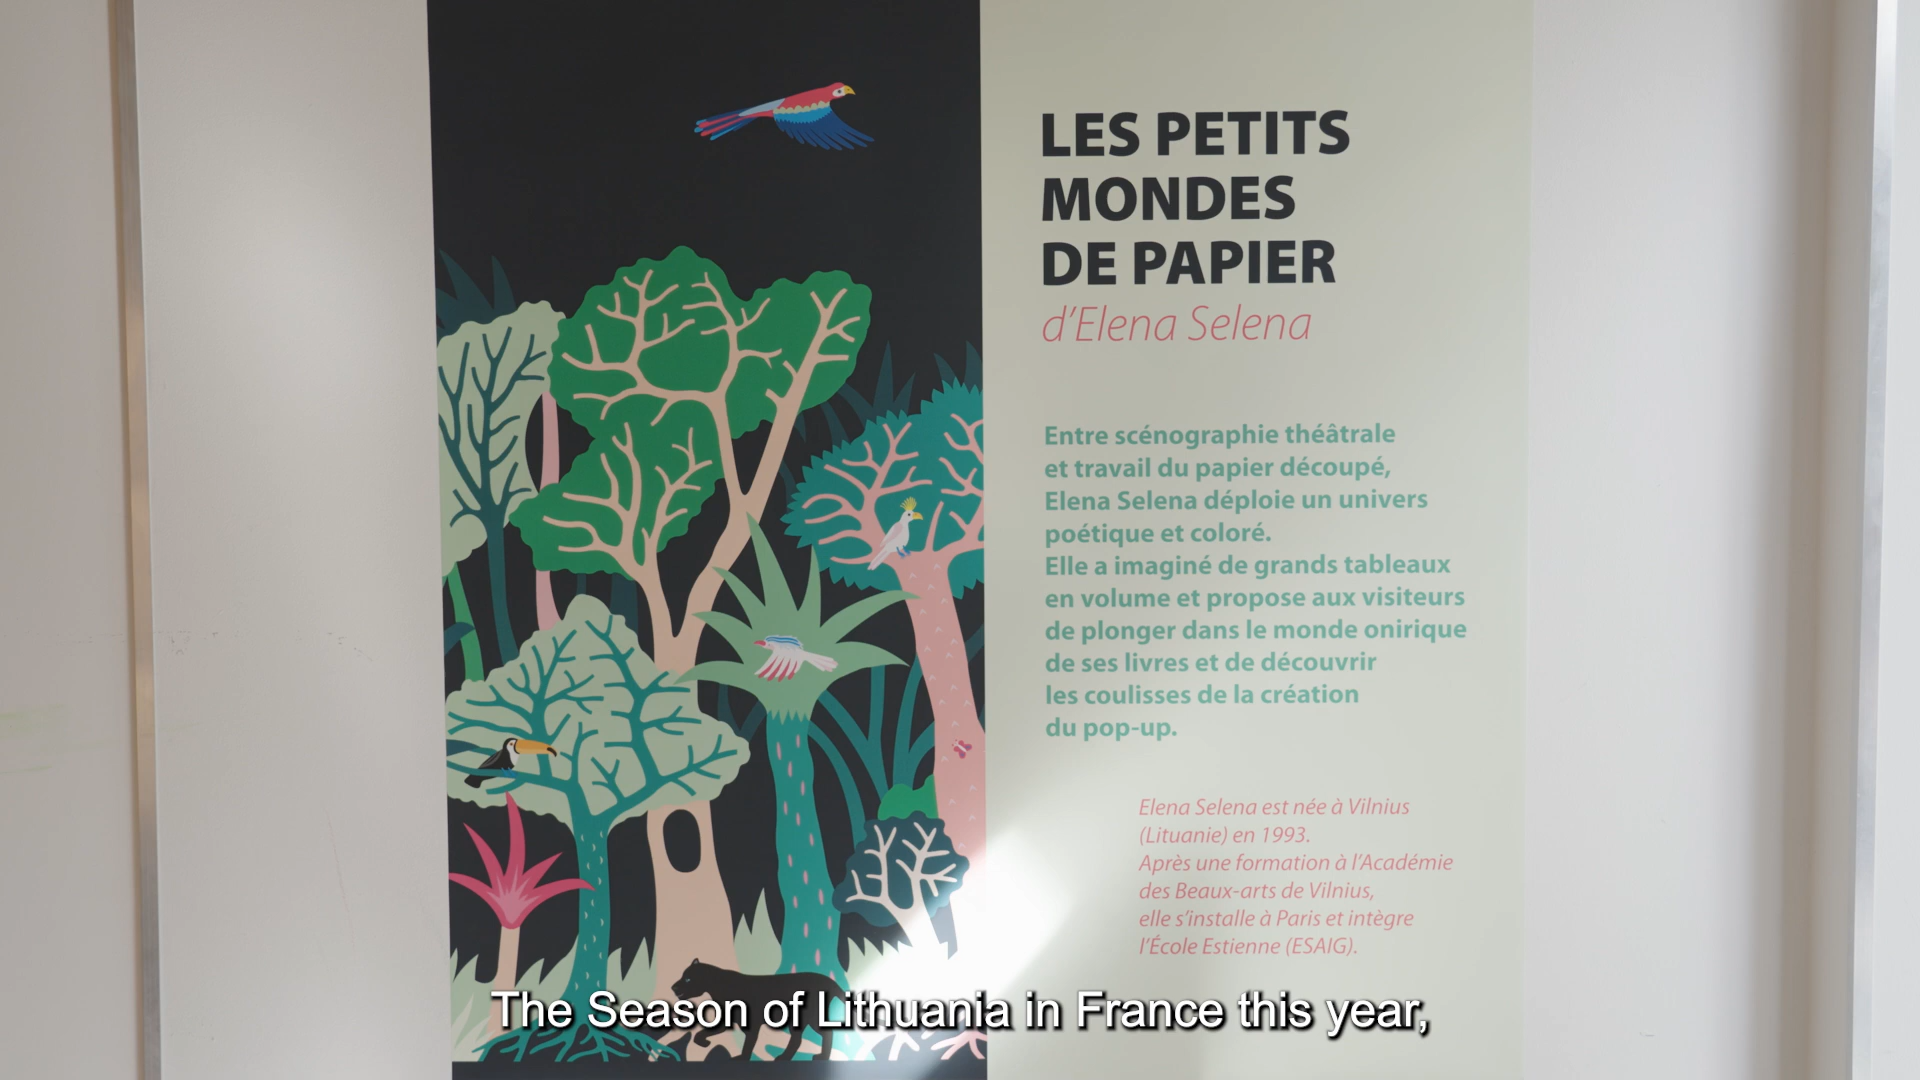 LES PETITS
MONDES
DE PAPIER
d'Elena Selena
Entre scénographie théâtrale
et travail du papier découpé,
Elena Selena déploie un univers
poétique et coloré.
Elle a imaginé de grands tableaux
en volume et propose aux visiteurs
de plonger dans le monde onirique
de ses livres et de découvrir
les coulisses de la création
du pop-up.
Elena Selena est née à Vilnius
(Lituanie) en 1993.
Après une formation à l'Académie
des Beaux-arts de Vilnius,
elle s'installe à Paris et intègre
l'École Estienne (ESAIG).
The Season of Lithuania in France this year,